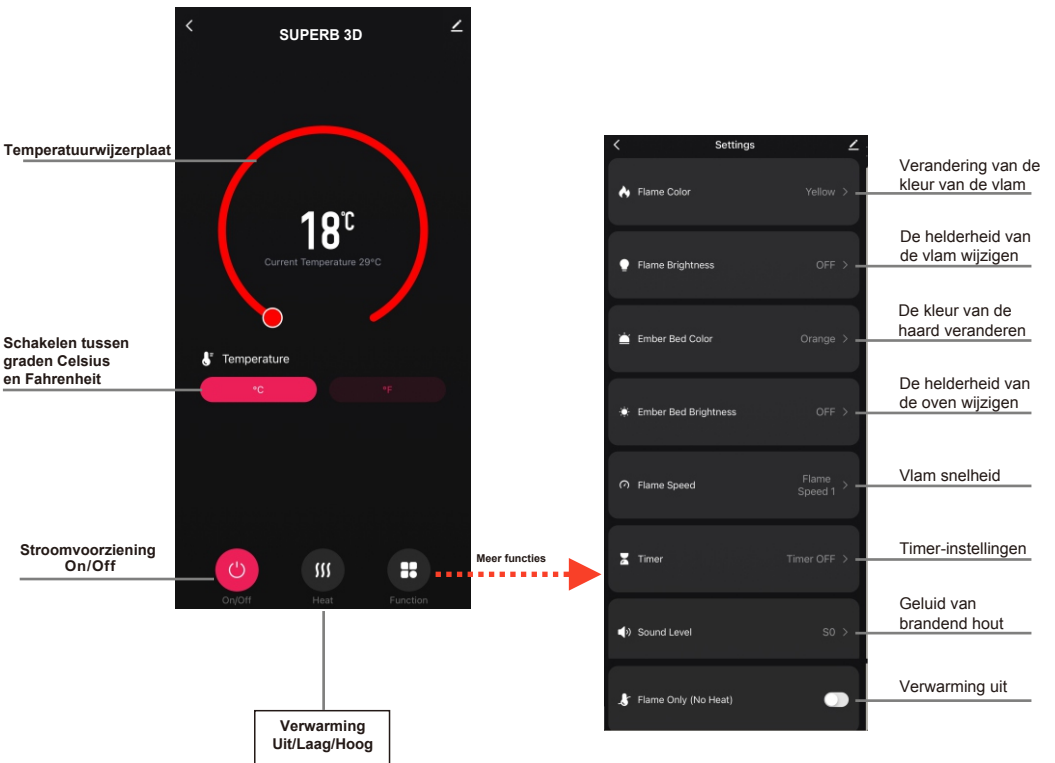 SUPERB 3D
Temperatuurwijzerplaat
18°C
Current Temperature 29°C
Schakelen tussen
graden Celsius
en Fahrenheit
Temperature
°C
°F
Stroomvoorziening
On/Off
On/Off
Heat
Function
Meer functies
Verwarming
Uit/Laag/Hoog
Settings
Flame Color
Yellow
Verandering van de
kleur van de vlam
Flame Brightness
OFF
De helderheid van
de vlam wijzigen
Ember Bed Color
Orange
De kleur van de
haard veranderen
Ember Bed Brightness
OFF
De helderheid van
de oven wijzigen
Flame Speed
Flame
Speed 1
Vlam snelheid
Timer
Timer OFF
Timer-instellingen
Sound Level
S0
Geluid van
brandend hout
Flame Only (No Heat)
Verwarming uit